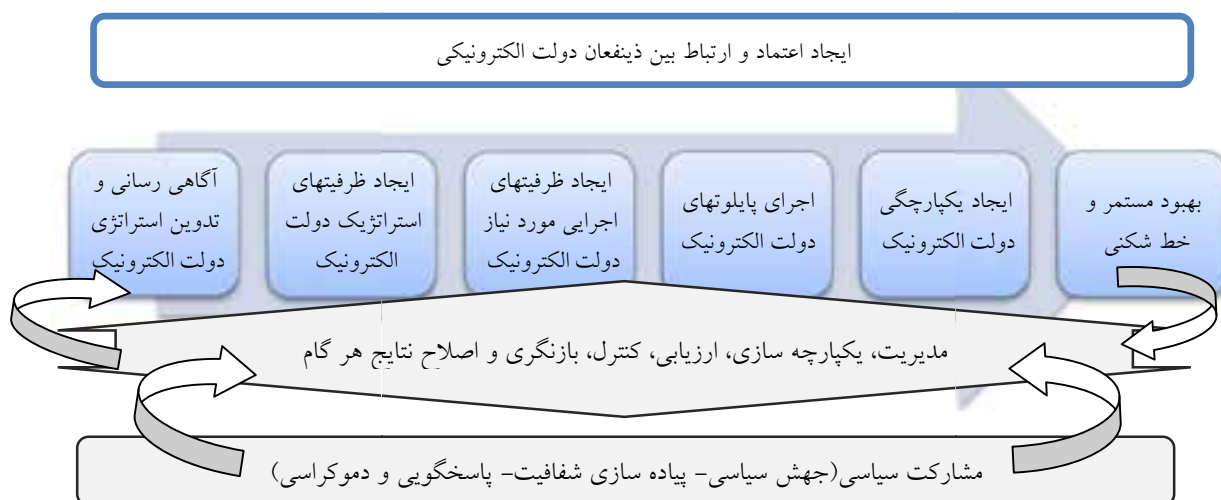 ایجاد اعتماد و ارتباط بین ذینفعان دولت الکترونیکی
آگاهی رسانی و
تدوین استراتژی
دولت الکترونیک
ایجاد ظرفیتهای
استراتژیک دولت
الکترونیک
ایجاد ظرفیتهای
اجرایی مورد نیاز
دولت الکترونیک
اجرای پایلوتهای
دولت الکترونیک
ایجاد یکپارچگی
دولت الکترونیک
بهبود مستمر و
خط شکنی
مدیریت، یکپارچه سازی، ارزیابی، کنترل، بازنگری و اصلاح نتایج هر گام
مشارکت سیاسی(جهش سیاسی- پیاده سازی شفافیت- پاسخگویی و دموکراسی)